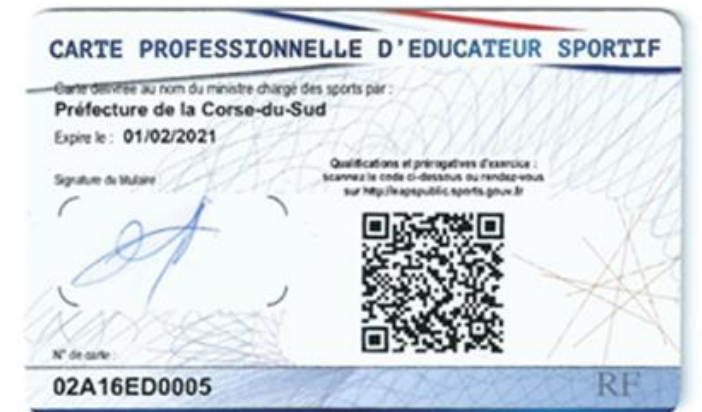 CARTE PROFESSIONNELLE D'EDUCATEUR SPORTIF
Carte délivrée au nom du ministre chargé des sports par :
Préfecture de la Corse-du-Sud
Expire le : 01/02/2021
Qualifications et prérogatives d'exercice :
scannez le code ci-dessous ou rendez-vous
sur http://eapspublic.sports.gouv.fr
Signature du titulaire
N° de carte :
02A16ED0005
RF